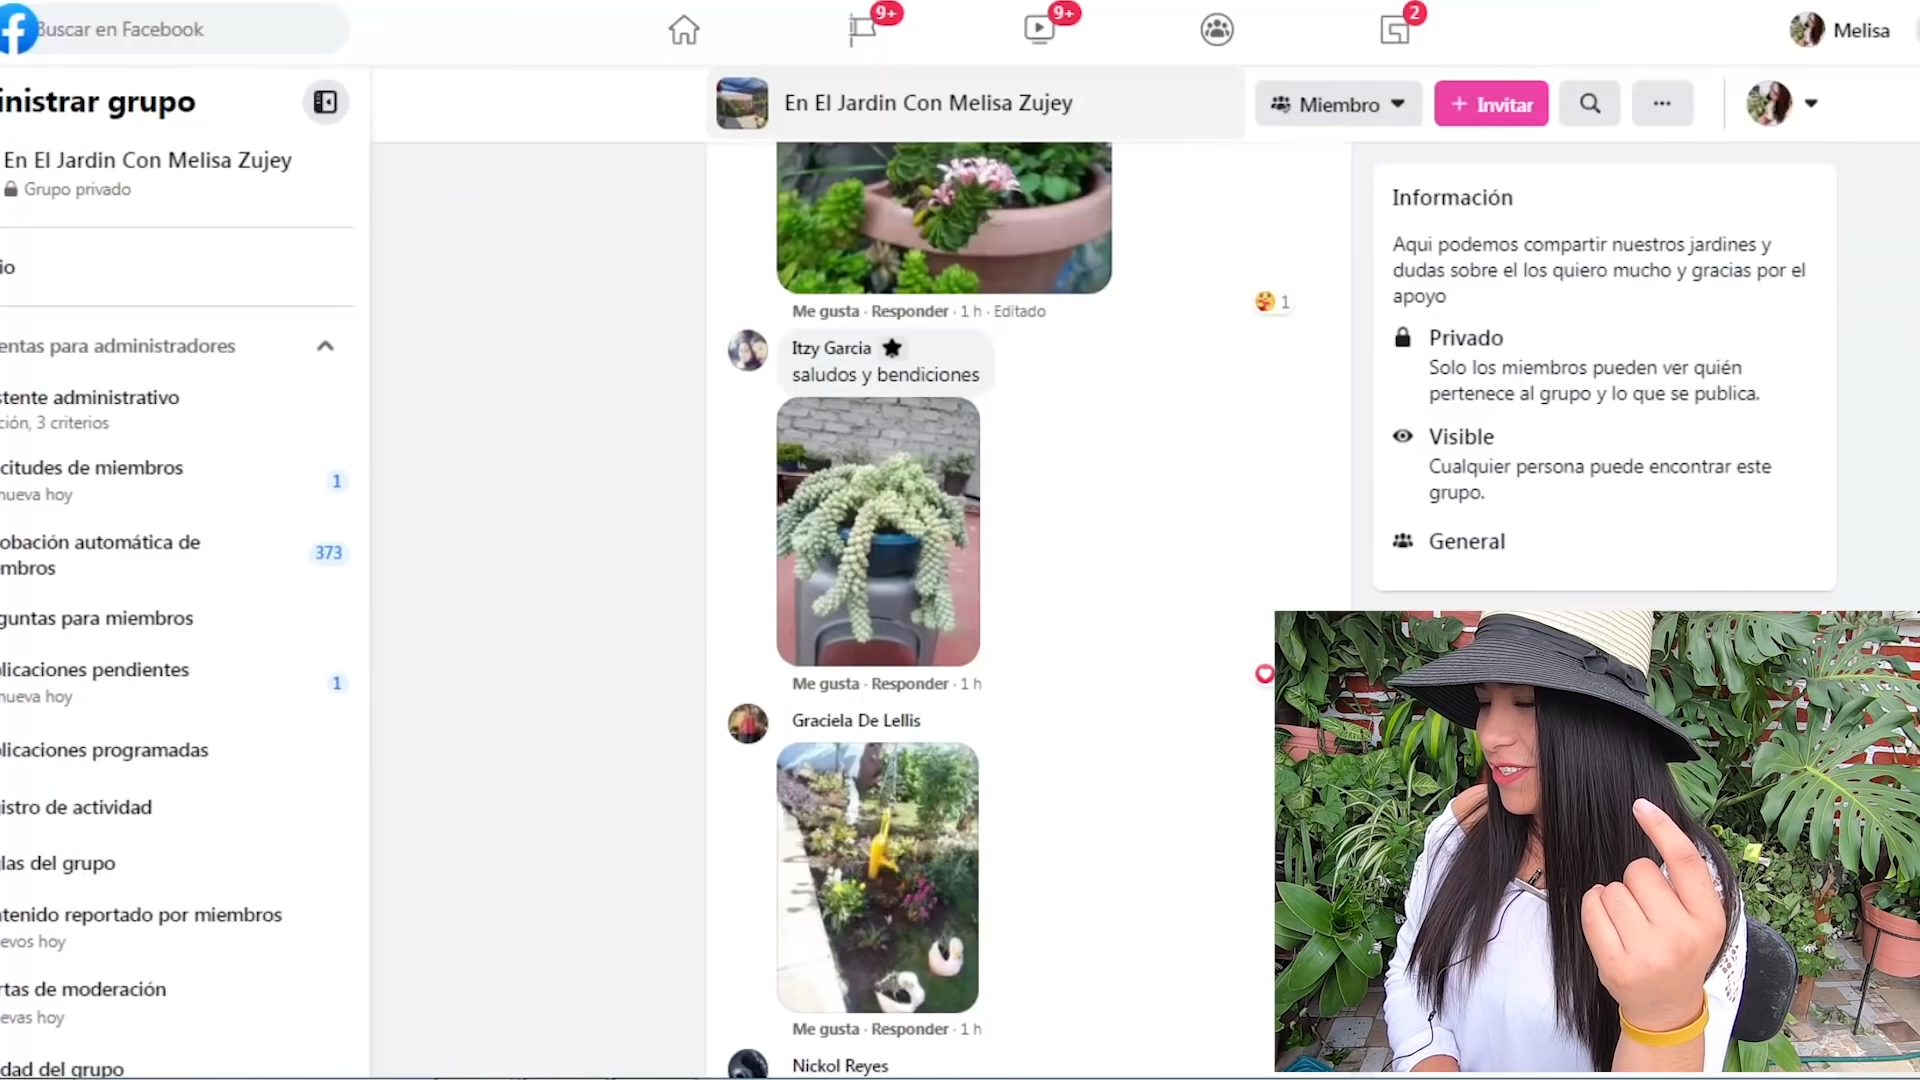 Buscar en Facebook
9+
9+
2
Melisa
inistrar grupo
En El Jardin Con Melisa Zujey
Grupo privado
io
entas para administradores
stente administrativo
ción, 3 criterios
citudes de miembros
1
nueva hoy
obación automática de
mbros
373
guntas para miembros
licaciones pendientes
1
nueva hoy
licaciones programadas
istro de actividad
las del grupo
tenido reportado por miembros
evos hoy
rtas de moderación
evas hoy
dad del grupo
En El Jardin Con Melisa Zujey
Miembro
+ Invitar
Me gusta · Responder · 1 h · Editado
1
Itzy Garcia
saludos y bendiciones
Me gusta · Responder · 1 h
Graciela De Lellis
Me gusta · Responder · 1 h
Nickol Reyes
Información
Aqui podemos compartir nuestros jardines y
dudas sobre el los quiero mucho y gracias por el
apoyo
Privado
Solo los miembros pueden ver quién
pertenece al grupo y lo que se publica.
Visible
Cualquier persona puede encontrar este
grupo.
General